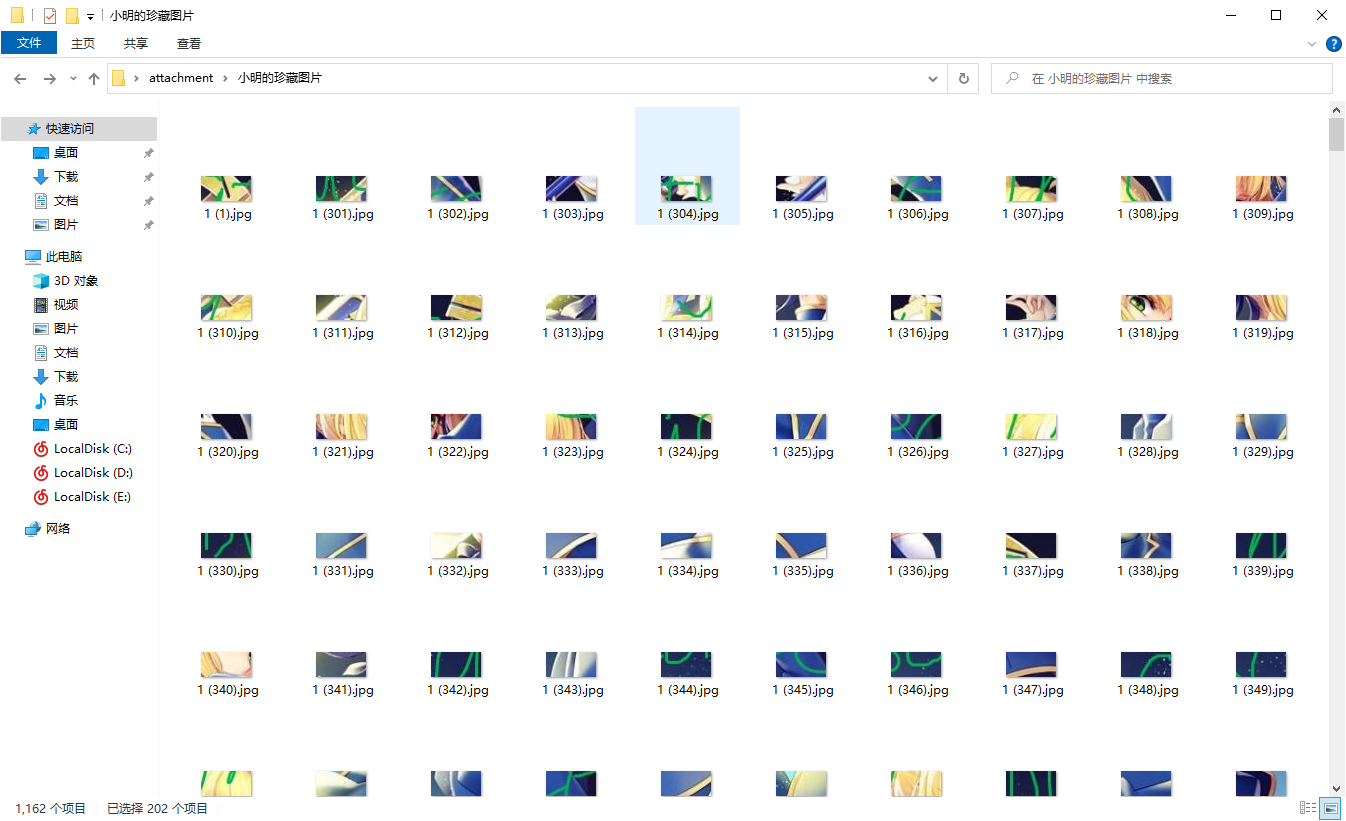 小明的珍藏图片
文件 主页 共享 查看
attachment 小明的珍藏图片
在 小明的珍藏图片 中搜索
快速访问
桌面
下载
文档
图片
此电脑
3D 对象
视频
图片
文档
下载
音乐
桌面
LocalDisk (C:)
LocalDisk (D:)
LocalDisk (E:)
网络
1 (1).jpg 1 (301).jpg 1 (302).jpg 1 (303).jpg 1 (304).jpg 1 (305).jpg 1 (306).jpg 1 (307).jpg 1 (308).jpg 1 (309).jpg
1 (310).jpg 1 (311).jpg 1 (312).jpg 1 (313).jpg 1 (314).jpg 1 (315).jpg 1 (316).jpg 1 (317).jpg 1 (318).jpg 1 (319).jpg
1 (320).jpg 1 (321).jpg 1 (322).jpg 1 (323).jpg 1 (324).jpg 1 (325).jpg 1 (326).jpg 1 (327).jpg 1 (328).jpg 1 (329).jpg
1 (330).jpg 1 (331).jpg 1 (332).jpg 1 (333).jpg 1 (334).jpg 1 (335).jpg 1 (336).jpg 1 (337).jpg 1 (338).jpg 1 (339).jpg
1 (340).jpg 1 (341).jpg 1 (342).jpg 1 (343).jpg 1 (344).jpg 1 (345).jpg 1 (346).jpg 1 (347).jpg 1 (348).jpg 1 (349).jpg
1,162 个项目 已选择 202 个项目